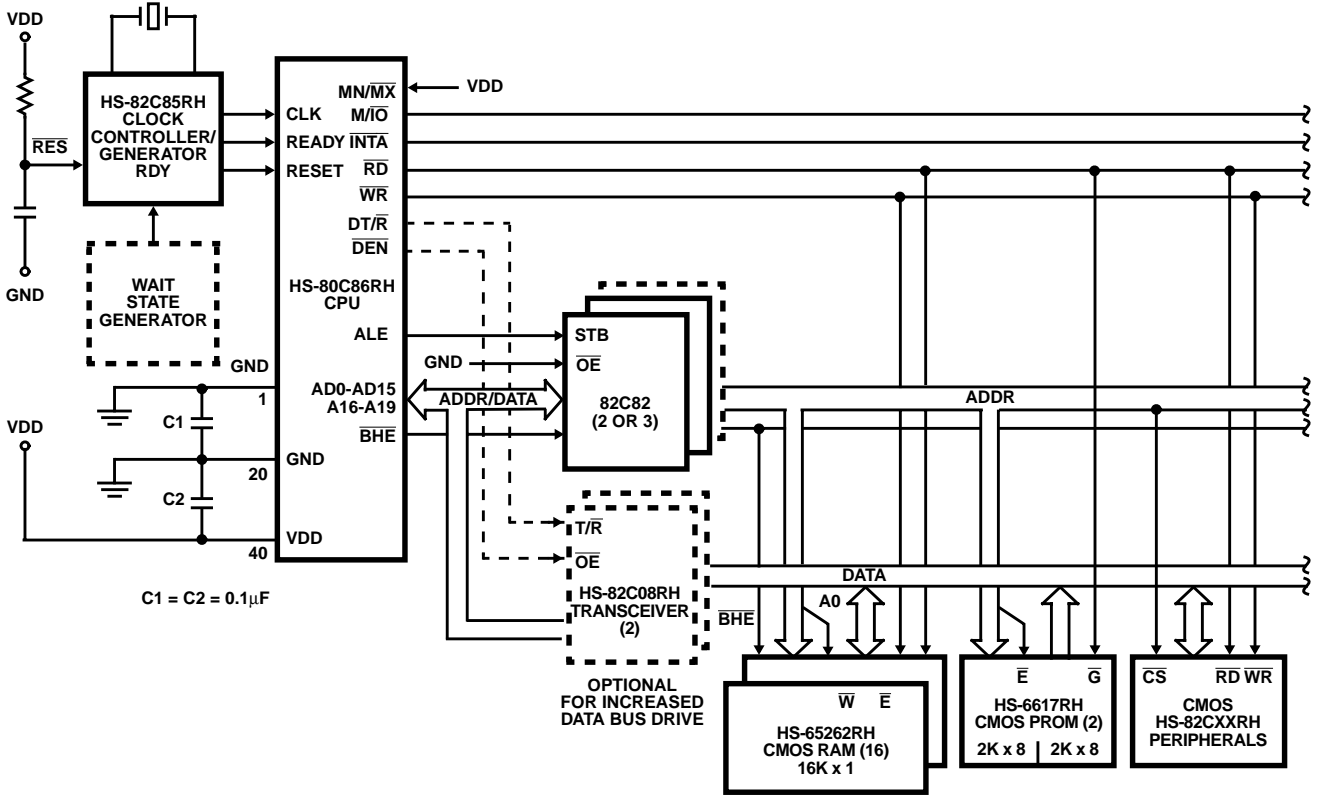 VDD
RES
GND
HS-82C85RH
CLOCK
CONTROLLER/
GENERATOR
RDY
WAIT
STATE
GENERATOR
CLK
READY
RESET
MN/MX
M/IO
INTA
RD
WR
DT/R
DEN
HS-80C86RH
CPU
ALE
AD0-AD15
A16-A19
BHE
GND
1
GND
20
VDD
40
VDD
C1
C2
C1 = C2 = 0.1µF
VDD
GND
ADDR/DATA
STB
OE
82C82
(2 OR 3)
T/R
OE
HS-82C08RH
TRANSCEIVER
(2)
OPTIONAL
FOR INCREASED
DATA BUS DRIVE
ADDR
DATA
BHE
A0
W E
HS-65262RH
CMOS RAM (16)
16K x 1
E G
HS-6617RH
CMOS PROM (2)
2K x 8 2K x 8
CS RD WR
CMOS
HS-82CXXRH
PERIPHERALS